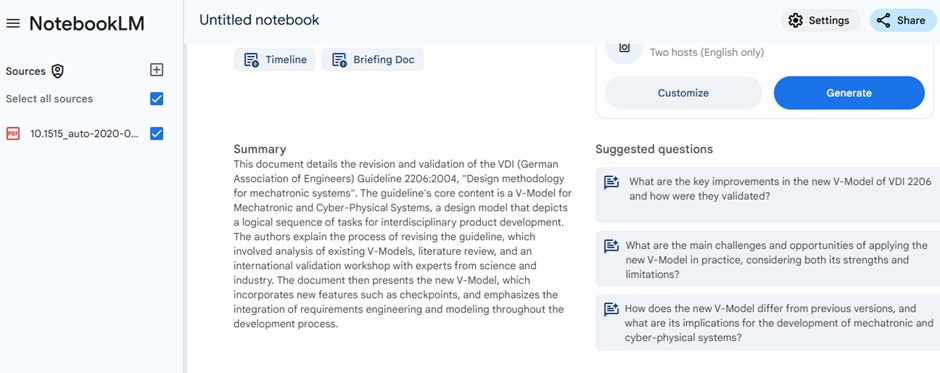 NotebookLM
Untitled notebook
Settings
Share
Sources
Select all sources
10.1515_auto-2020-0...
Timeline
Briefing Doc
Two hosts (English only)
Customize
Generate
Summary
This document details the revision and validation of the VDI (German
Association of Engineers) Guideline 2206:2004, "Design methodology
for mechatronic systems". The guideline's core content is a V-Model for
Mechatronic and Cyber-Physical Systems, a design model that depicts
a logical sequence of tasks for interdisciplinary product development.
The authors explain the process of revising the guideline, which
involved analysis of existing V-Models, literature review, and an
international validation workshop with experts from science and
industry. The document then presents the new V-Model, which
incorporates new features such as checkpoints, and emphasizes the
integration of requirements engineering and modeling throughout the
development process.
Suggested questions
What are the key improvements in the new V-Model of VDI 2206
and how were they validated?
What are the main challenges and opportunities of applying the
new V-Model in practice, considering both its strengths and
limitations?
How does the new V-Model differ from previous versions, and
what are its implications for the development of mechatronic and
cyber-physical systems?